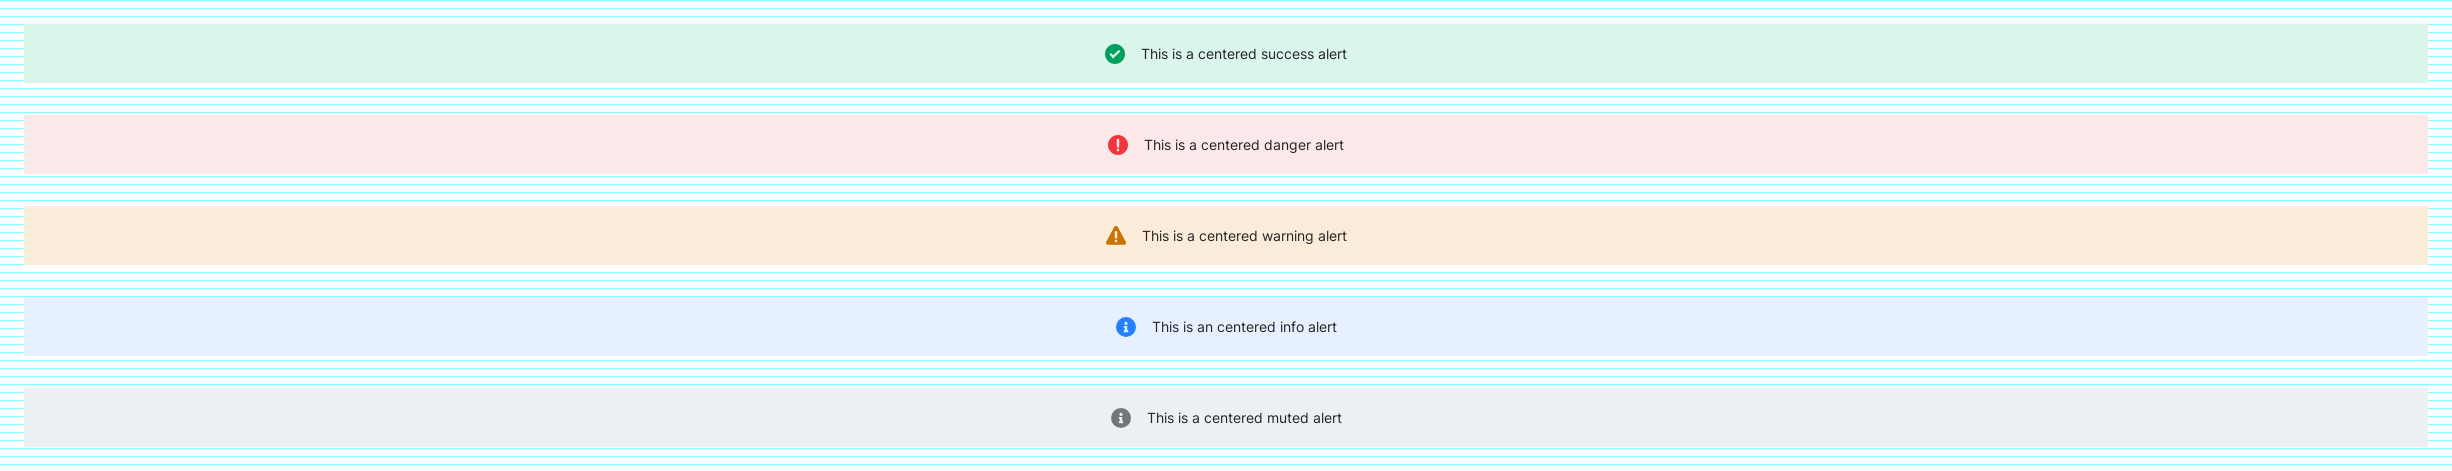 This is a centered success alert
This is a centered danger alert
This is a centered warning alert
This is an centered info alert
This is a centered muted alert